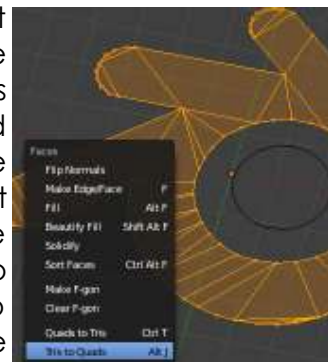 t
e
s
d
e
t
e
o
o
e
Faces
Flip Normals
Make Edge/Face F
Fill Alt F
Beautify Fill Shift Alt F
Solidify
Sort Faces Ctrl Alt F
Make F-gon
Clear F-gon
Quads to Tris Ctrl T
Tris to Quads Alt J